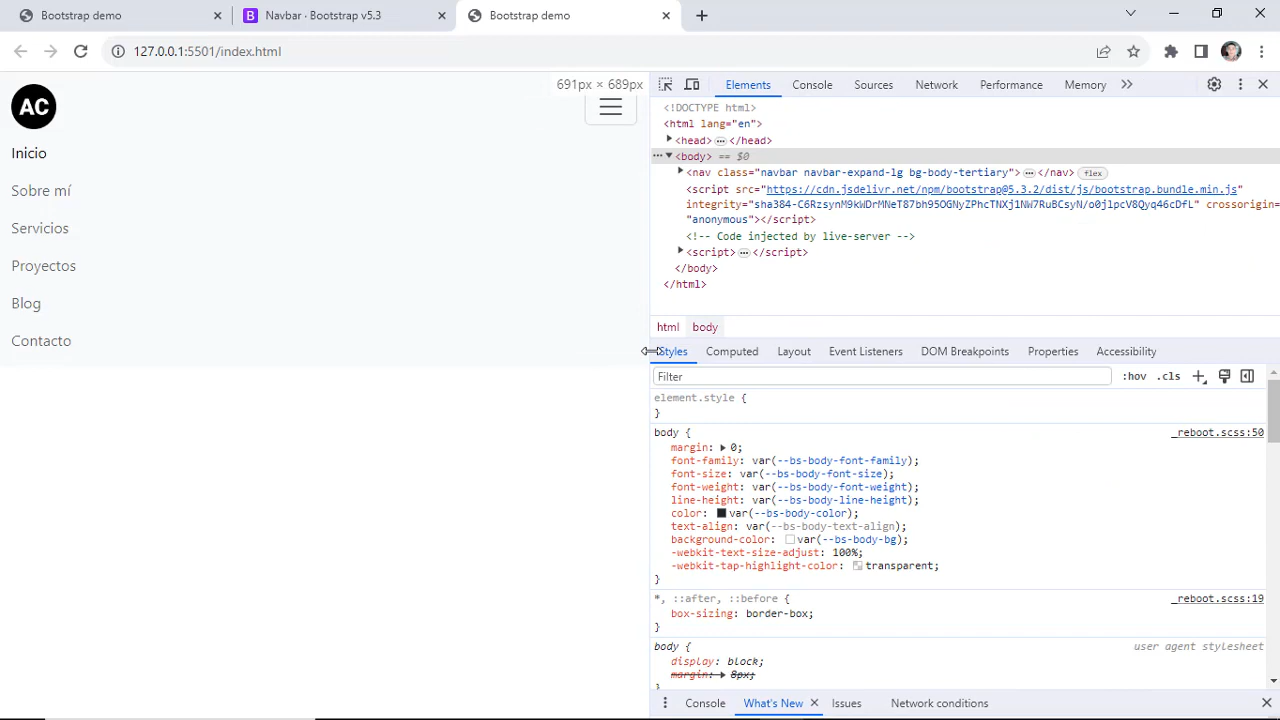 Bootstrap demo
Navbar · Bootstrap v5.3
Bootstrap demo
127.0.0.1:5501/index.html
691px × 689px
AC
Inicio
Sobre mí
Servicios
Proyectos
Blog
Contacto
Elements Console Sources Network Performance Memory
<!DOCTYPE html>
<html lang="en">
<head> … </head>
<body> == $0
<nav class="navbar navbar-expand-lg bg-body-tertiary"> … </nav> flex
<script src="https://cdn.jsdelivr.net/npm/bootstrap@5.3.2/dist/js/bootstrap.bundle.min.js"
integrity="sha384-C6RzsynM9kWDrMNeT87bh95OGNyZPhcTNXj1NW7RuBCsyN/o0jlpcV8Qyq46cDfL" crossorigin=
"anonymous"></script>
<!-- Code injected by live-server -->
<script> … </script>
</body>
</html>
html body
Styles Computed Layout Event Listeners DOM Breakpoints Properties Accessibility
Filter :hov .cls
element.style {
}
body { _reboot.scss:50
margin: 0;
font-family: var(--bs-body-font-family);
font-size: var(--bs-body-font-size);
font-weight: var(--bs-body-font-weight);
line-height: var(--bs-body-line-height);
color: var(--bs-body-color);
text-align: var(--bs-body-text-align);
background-color: var(--bs-body-bg);
-webkit-text-size-adjust: 100%;
-webkit-tap-highlight-color: transparent;
}
*, ::after, ::before { _reboot.scss:19
box-sizing: border-box;
}
body { user agent stylesheet
display: block;
margin: 8px;
}
Console What's New Issues Network conditions